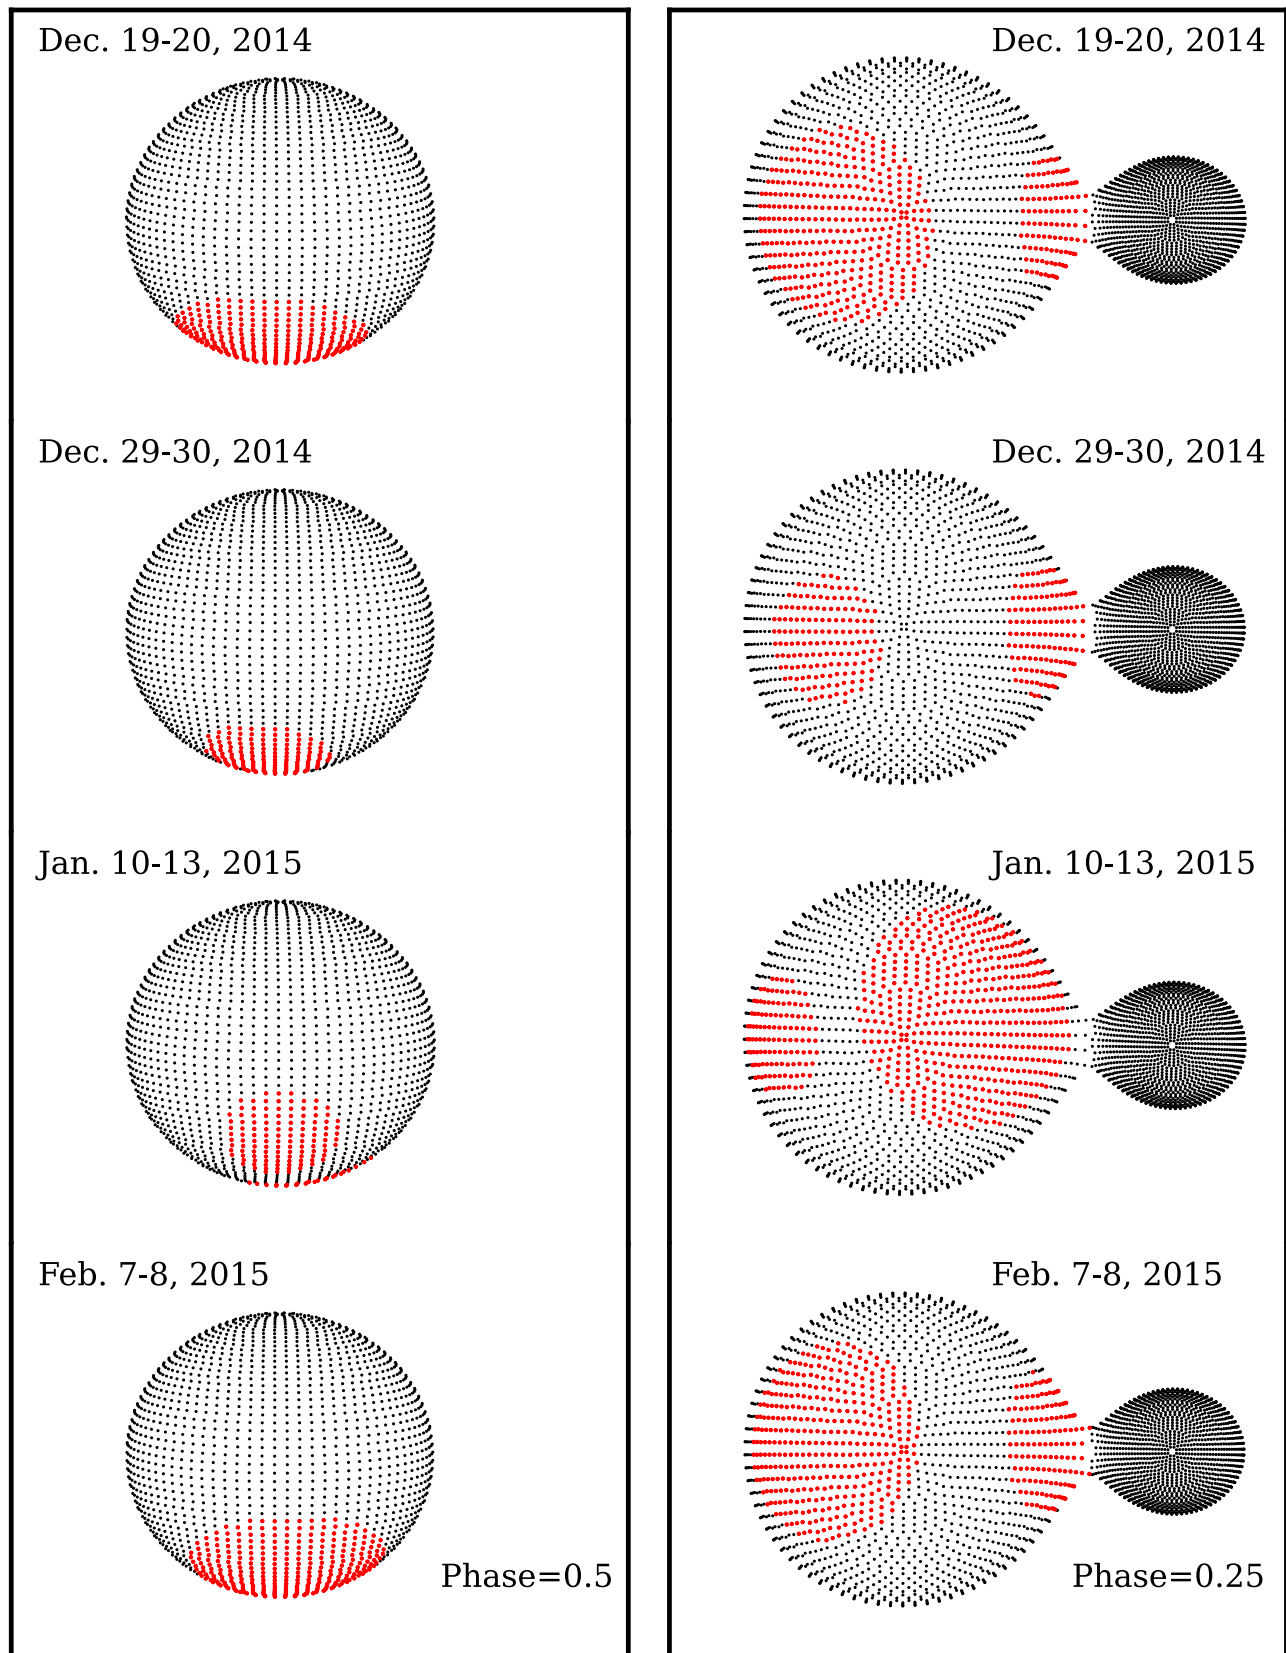 Dec. 19-20, 2014
Dec. 19-20, 2014
Dec. 29-30, 2014
Dec. 29-30, 2014
Jan. 10-13, 2015
Jan. 10-13, 2015
Feb. 7-8, 2015
Feb. 7-8, 2015
Phase=0.5
Phase=0.25